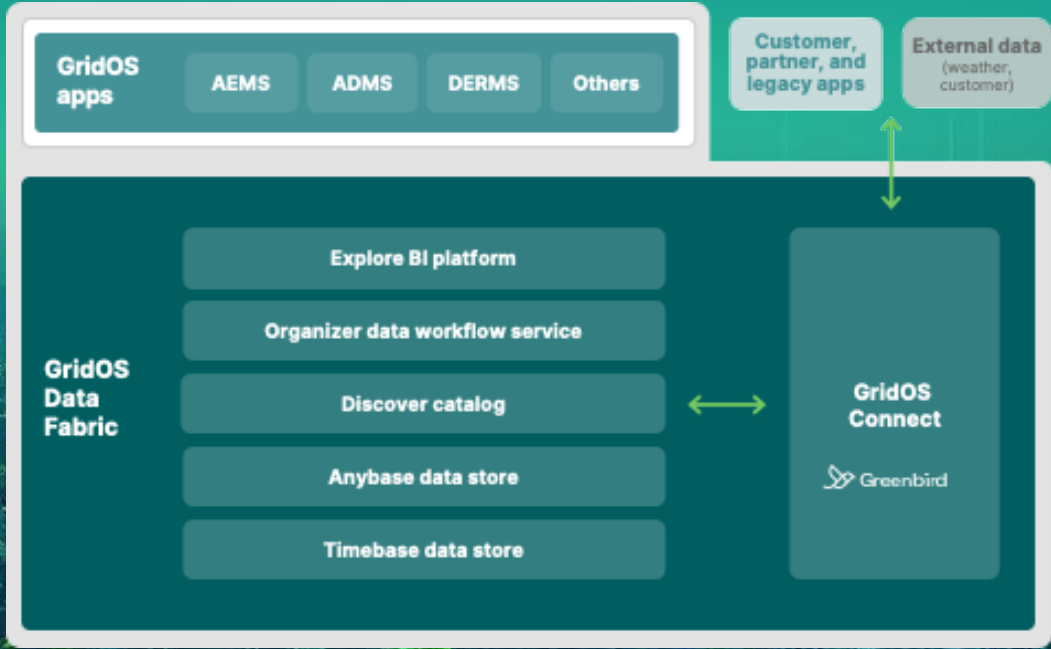 GridOS
apps
AEMS
ADMS
DERMS
Others
Customer,
partner, and
legacy apps
External data
(weather,
customer)
GridOS
Data
Fabric
Explore BI platform
Organizer data workflow service
Discover catalog
Anybase data store
Timebase data store
GridOS
Connect
Greenbird